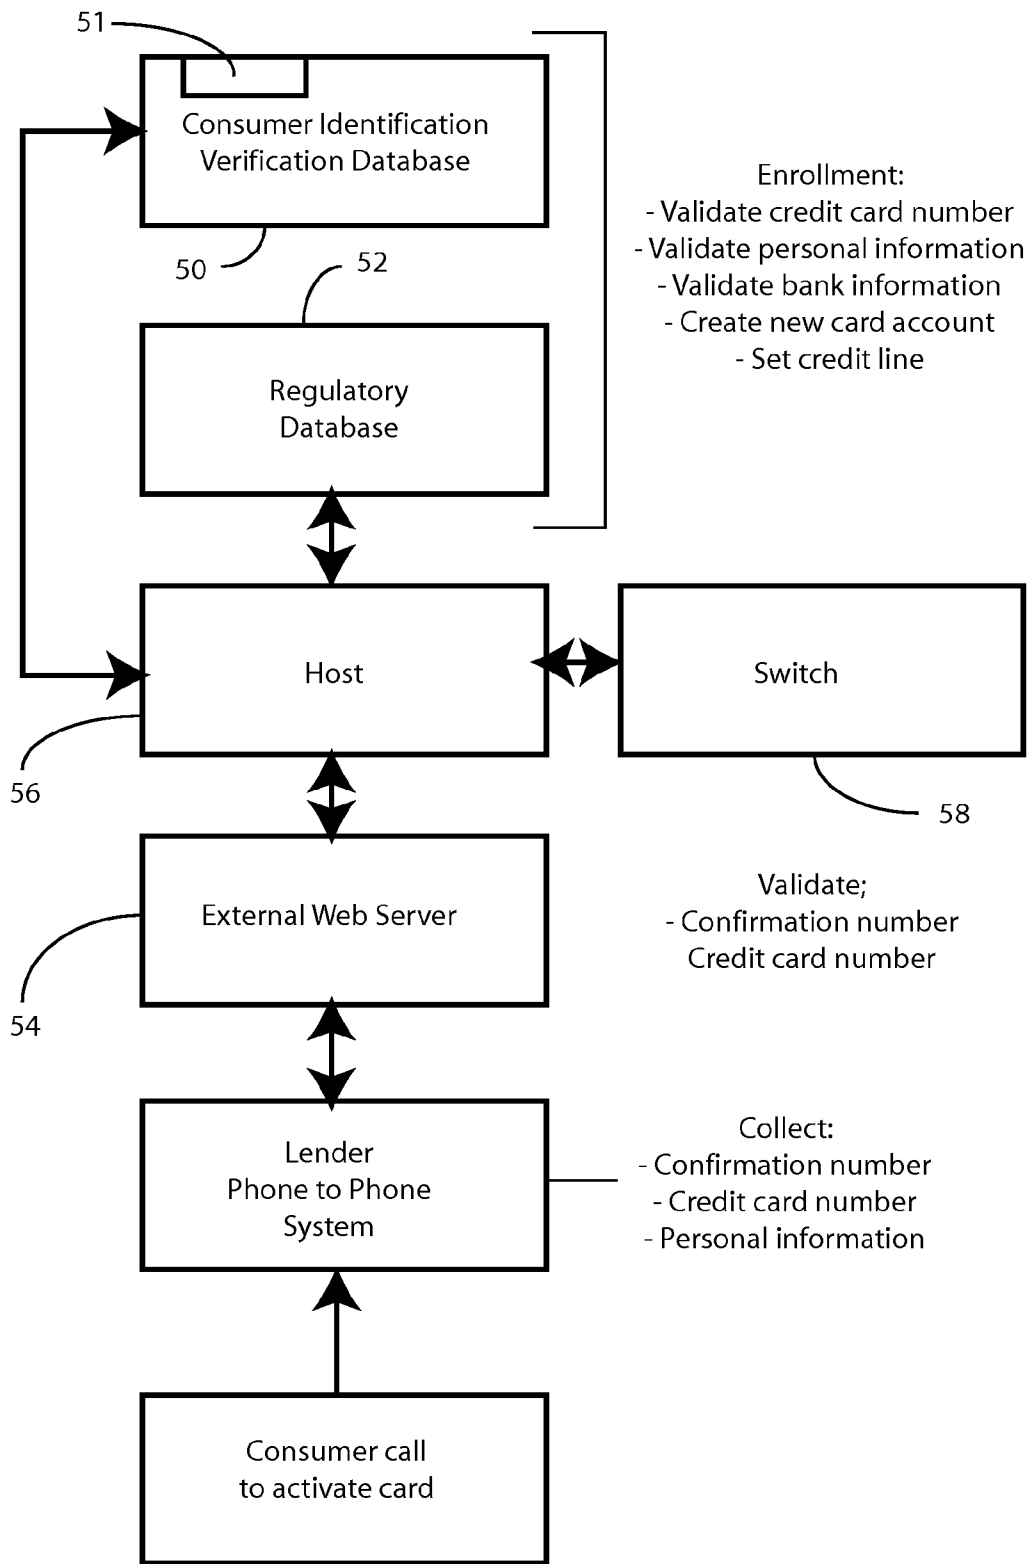 51
Consumer Identification
Verification Database
50
52
Enrollment:
- Validate credit card number
- Validate personal information
- Validate bank information
- Create new card account
- Set credit line
Regulatory
Database
Host
Switch
56
58
External Web Server
54
Validate;
- Confirmation number
Credit card number
Lender
Phone to Phone
System
Collect:
- Confirmation number
- Credit card number
- Personal information
Consumer call
to activate card